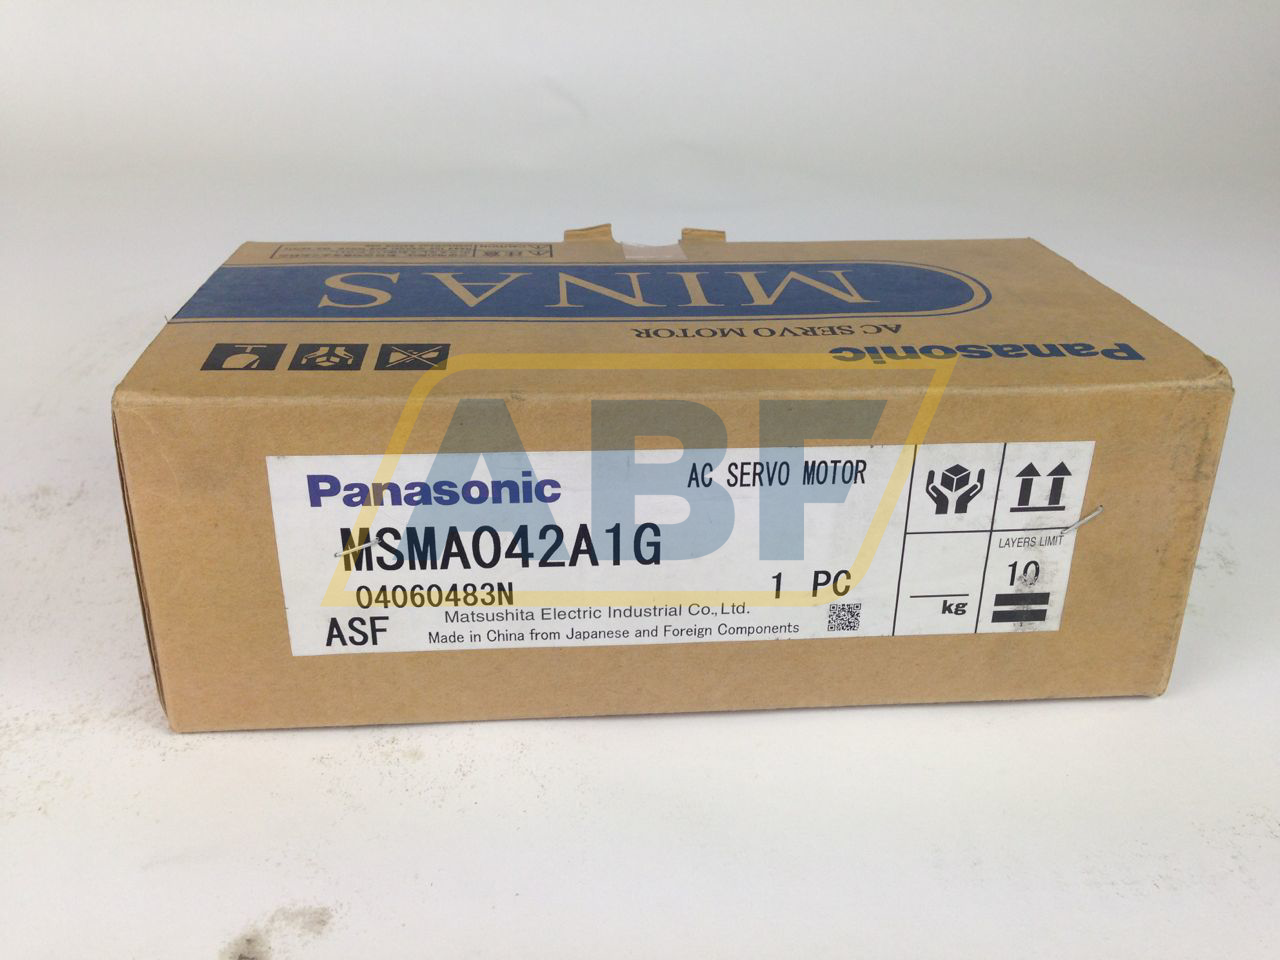 MINAS
AC SERVO MOTOR
Panasonic
Panasonic
AC SERVO MOTOR
MSMA042A1G
04060483N
1 PC
ASF
Matsushita Electric Industrial Co.,Ltd.
Made in China from Japanese and Foreign Components
kg
LAYERS LIMIT
10
ABF